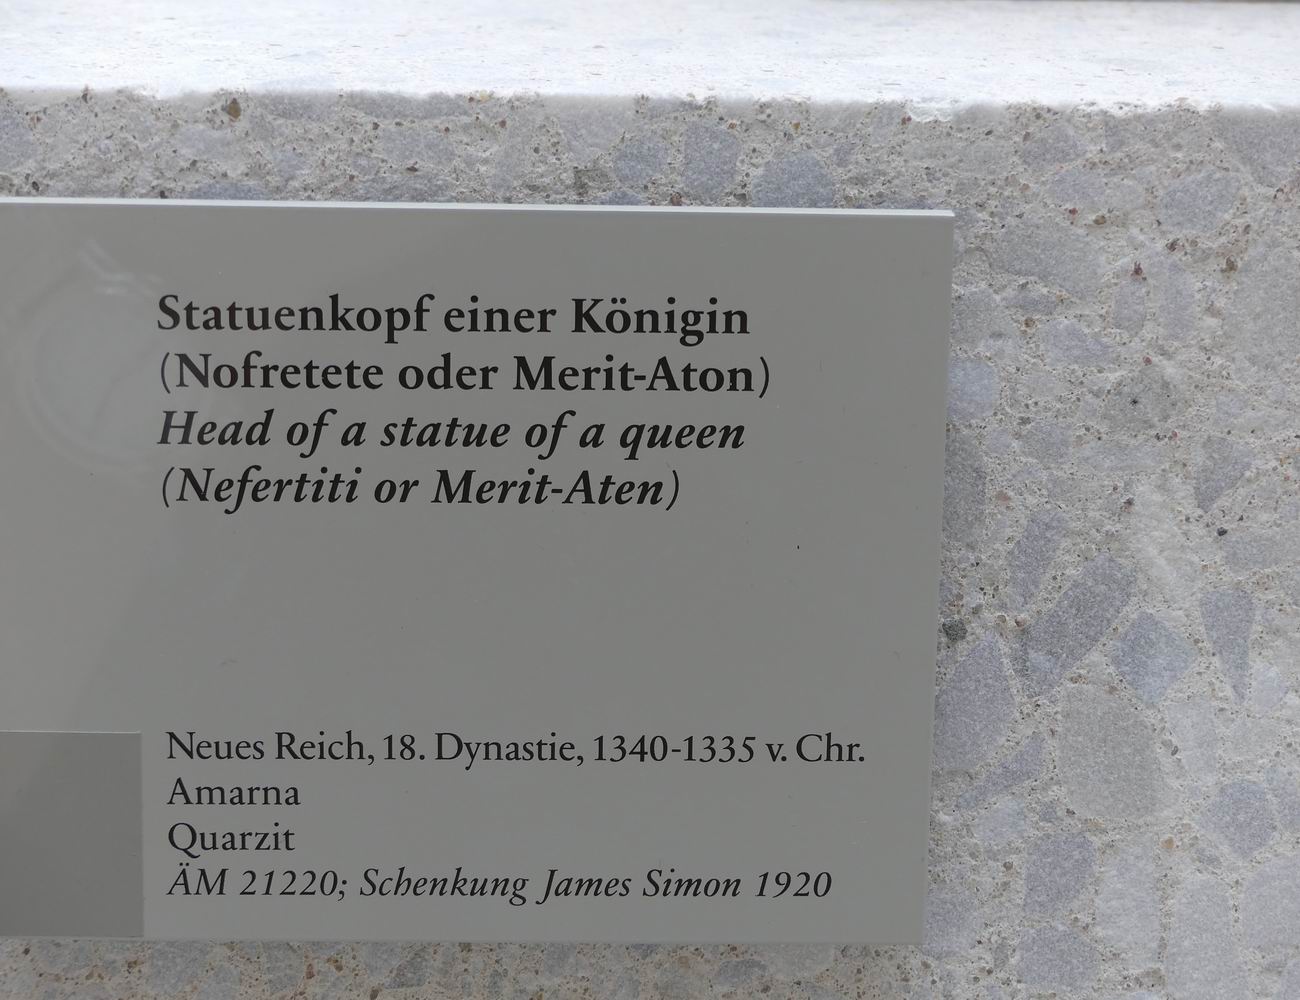 Statuenkopf einer Königin
(Nofretete oder Merit-Aton)
Head of a statue of a queen
(Nefertiti or Merit-Aten)
Neues Reich, 18. Dynastie, 1340-1335 v. Chr.
Amarna
Quarzit
ÄM 21220; Schenkung James Simon 1920